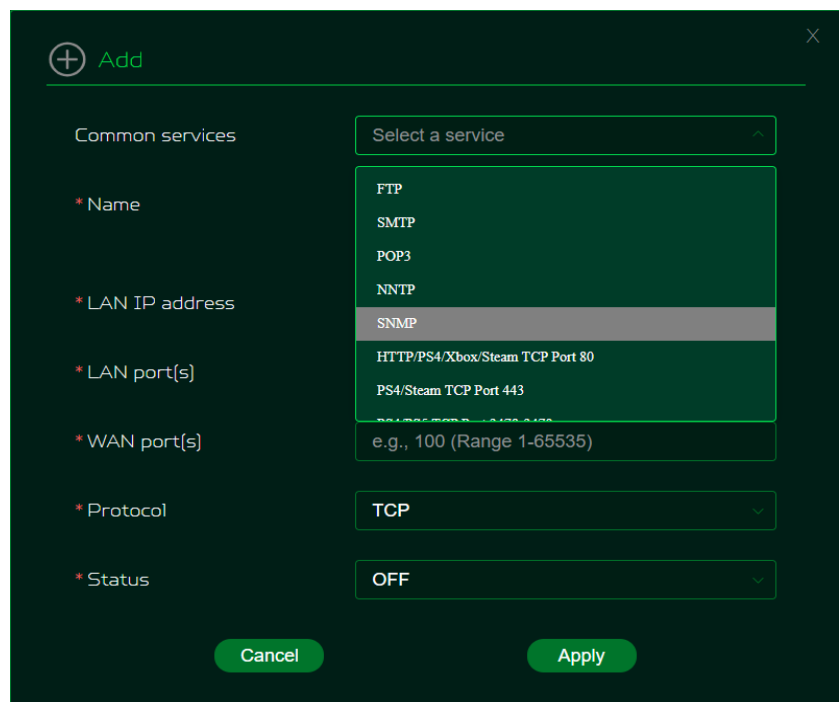 Add
X
Common services
Select a service
FTP
SMTP
POP3
NNTP
SNMP
HTTP/PS4/Xbox/Steam TCP Port 80
PS4/Steam TCP Port 443
* Name
* LAN IP address
* LAN port(s)
* WAN port(s)
e.g., 100 (Range 1-65535)
* Protocol
TCP
* Status
OFF
Cancel
Apply